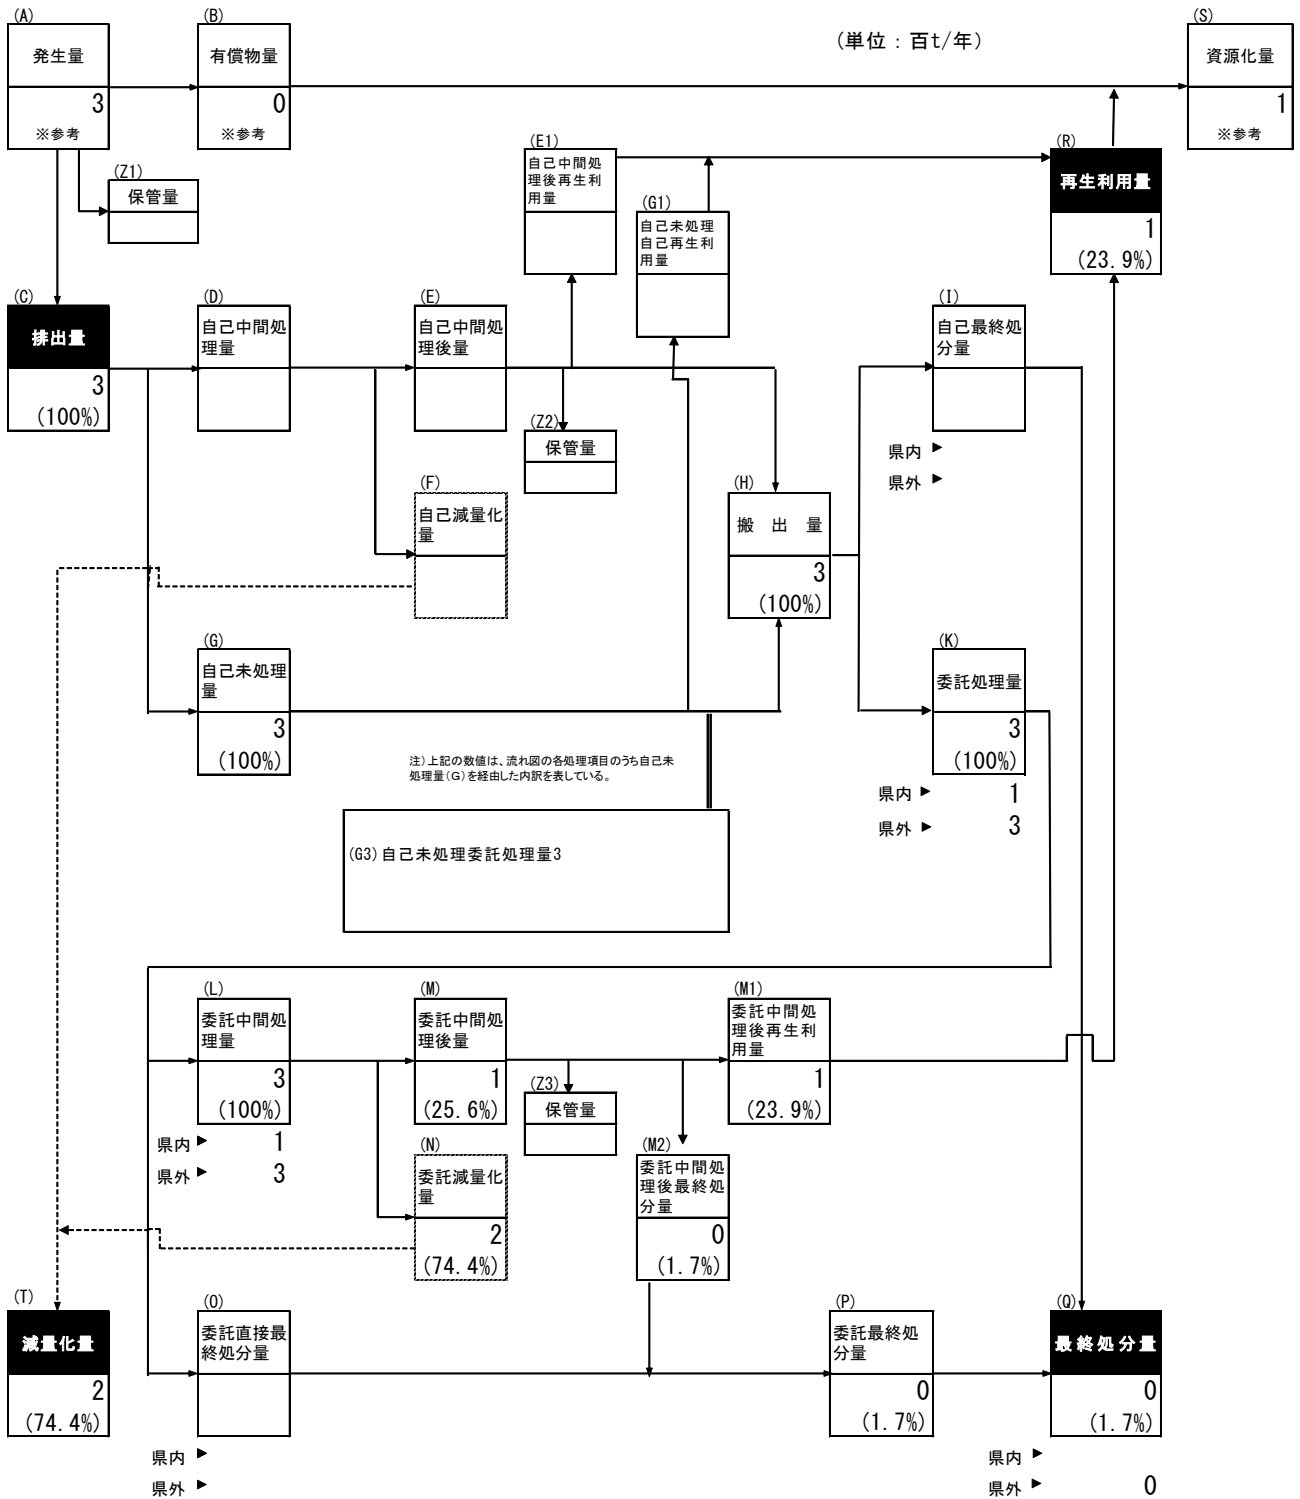 (A)
発生量
3
※参考
(B)
有償物量
0
※参考
(単位：百t/年)
(S)
資源化量
1
※参考
(Z1)
保管量
(E1)
自己中間処
理後再生利
用量
(G1)
自己未処理
自己再生利
用量
(R)
再生利用量
1
(23.9%)
(C)
排出量
3
(100%)
(D)
自己中間処
理量
(E)
自己中間処
理後量
(Z2)
保管量
(F)
自己減量化
量
(I)
自己最終処
分量
県内
県外
(H)
搬 出 量
3
(100%)
(G)
自己未処理
量
3
(100%)
(K)
委託処理量
3
(100%)
県内 1
県外 3
注)上記の数値は、流れ図の各処理項目のうち自己未
処理量(G)を経由した内訳を表している。
(G3)自己未処理委託処理量3
(L)
委託中間処
理量
3
(100%)
県内 1
県外 3
(M)
委託中間処
理後量
1
(25.6%)
(Z3)
保管量
(M1)
委託中間処
理後再生利
用量
1
(23.9%)
(N)
委託減量化
量
2
(74.4%)
(M2)
委託中間処
理後最終処
分量
0
(1.7%)
(T)
減量化量
2
(74.4%)
(O)
委託直接最
終処分量
県内
県外
(P)
委託最終処
分量
0
(1.7%)
(Q)
最終処分量
0
(1.7%)
県内
県外 0